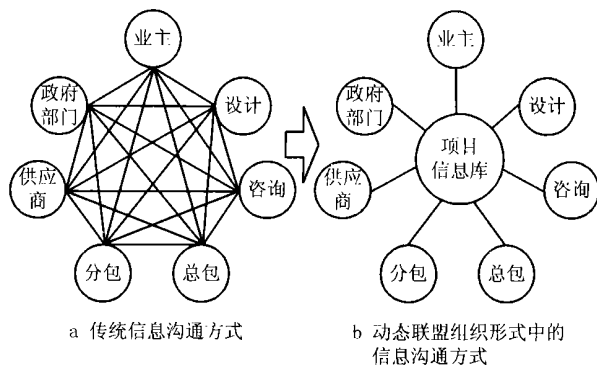 业主
政府
部门
设计
供应
商
咨询
分包
总包
a 传统信息沟通方式
业主
政府
部门
设计
项目
信息库
供应
商
咨询
分包
总包
b 动态联盟组织形式中的
信息沟通方式